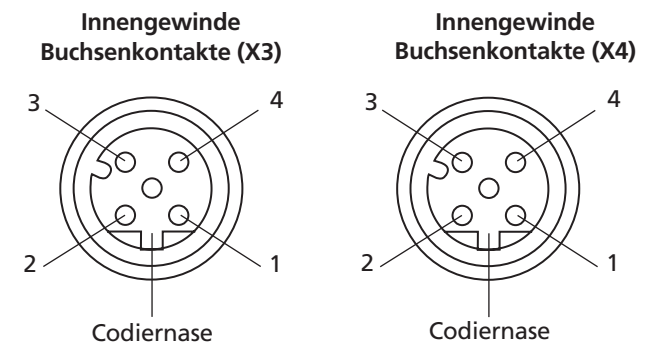 Innengewinde
Buchsenkontakte (X3)
3
4
2
1
Codiernase
Innengewinde
Buchsenkontakte (X4)
3
4
2
1
Codiernase